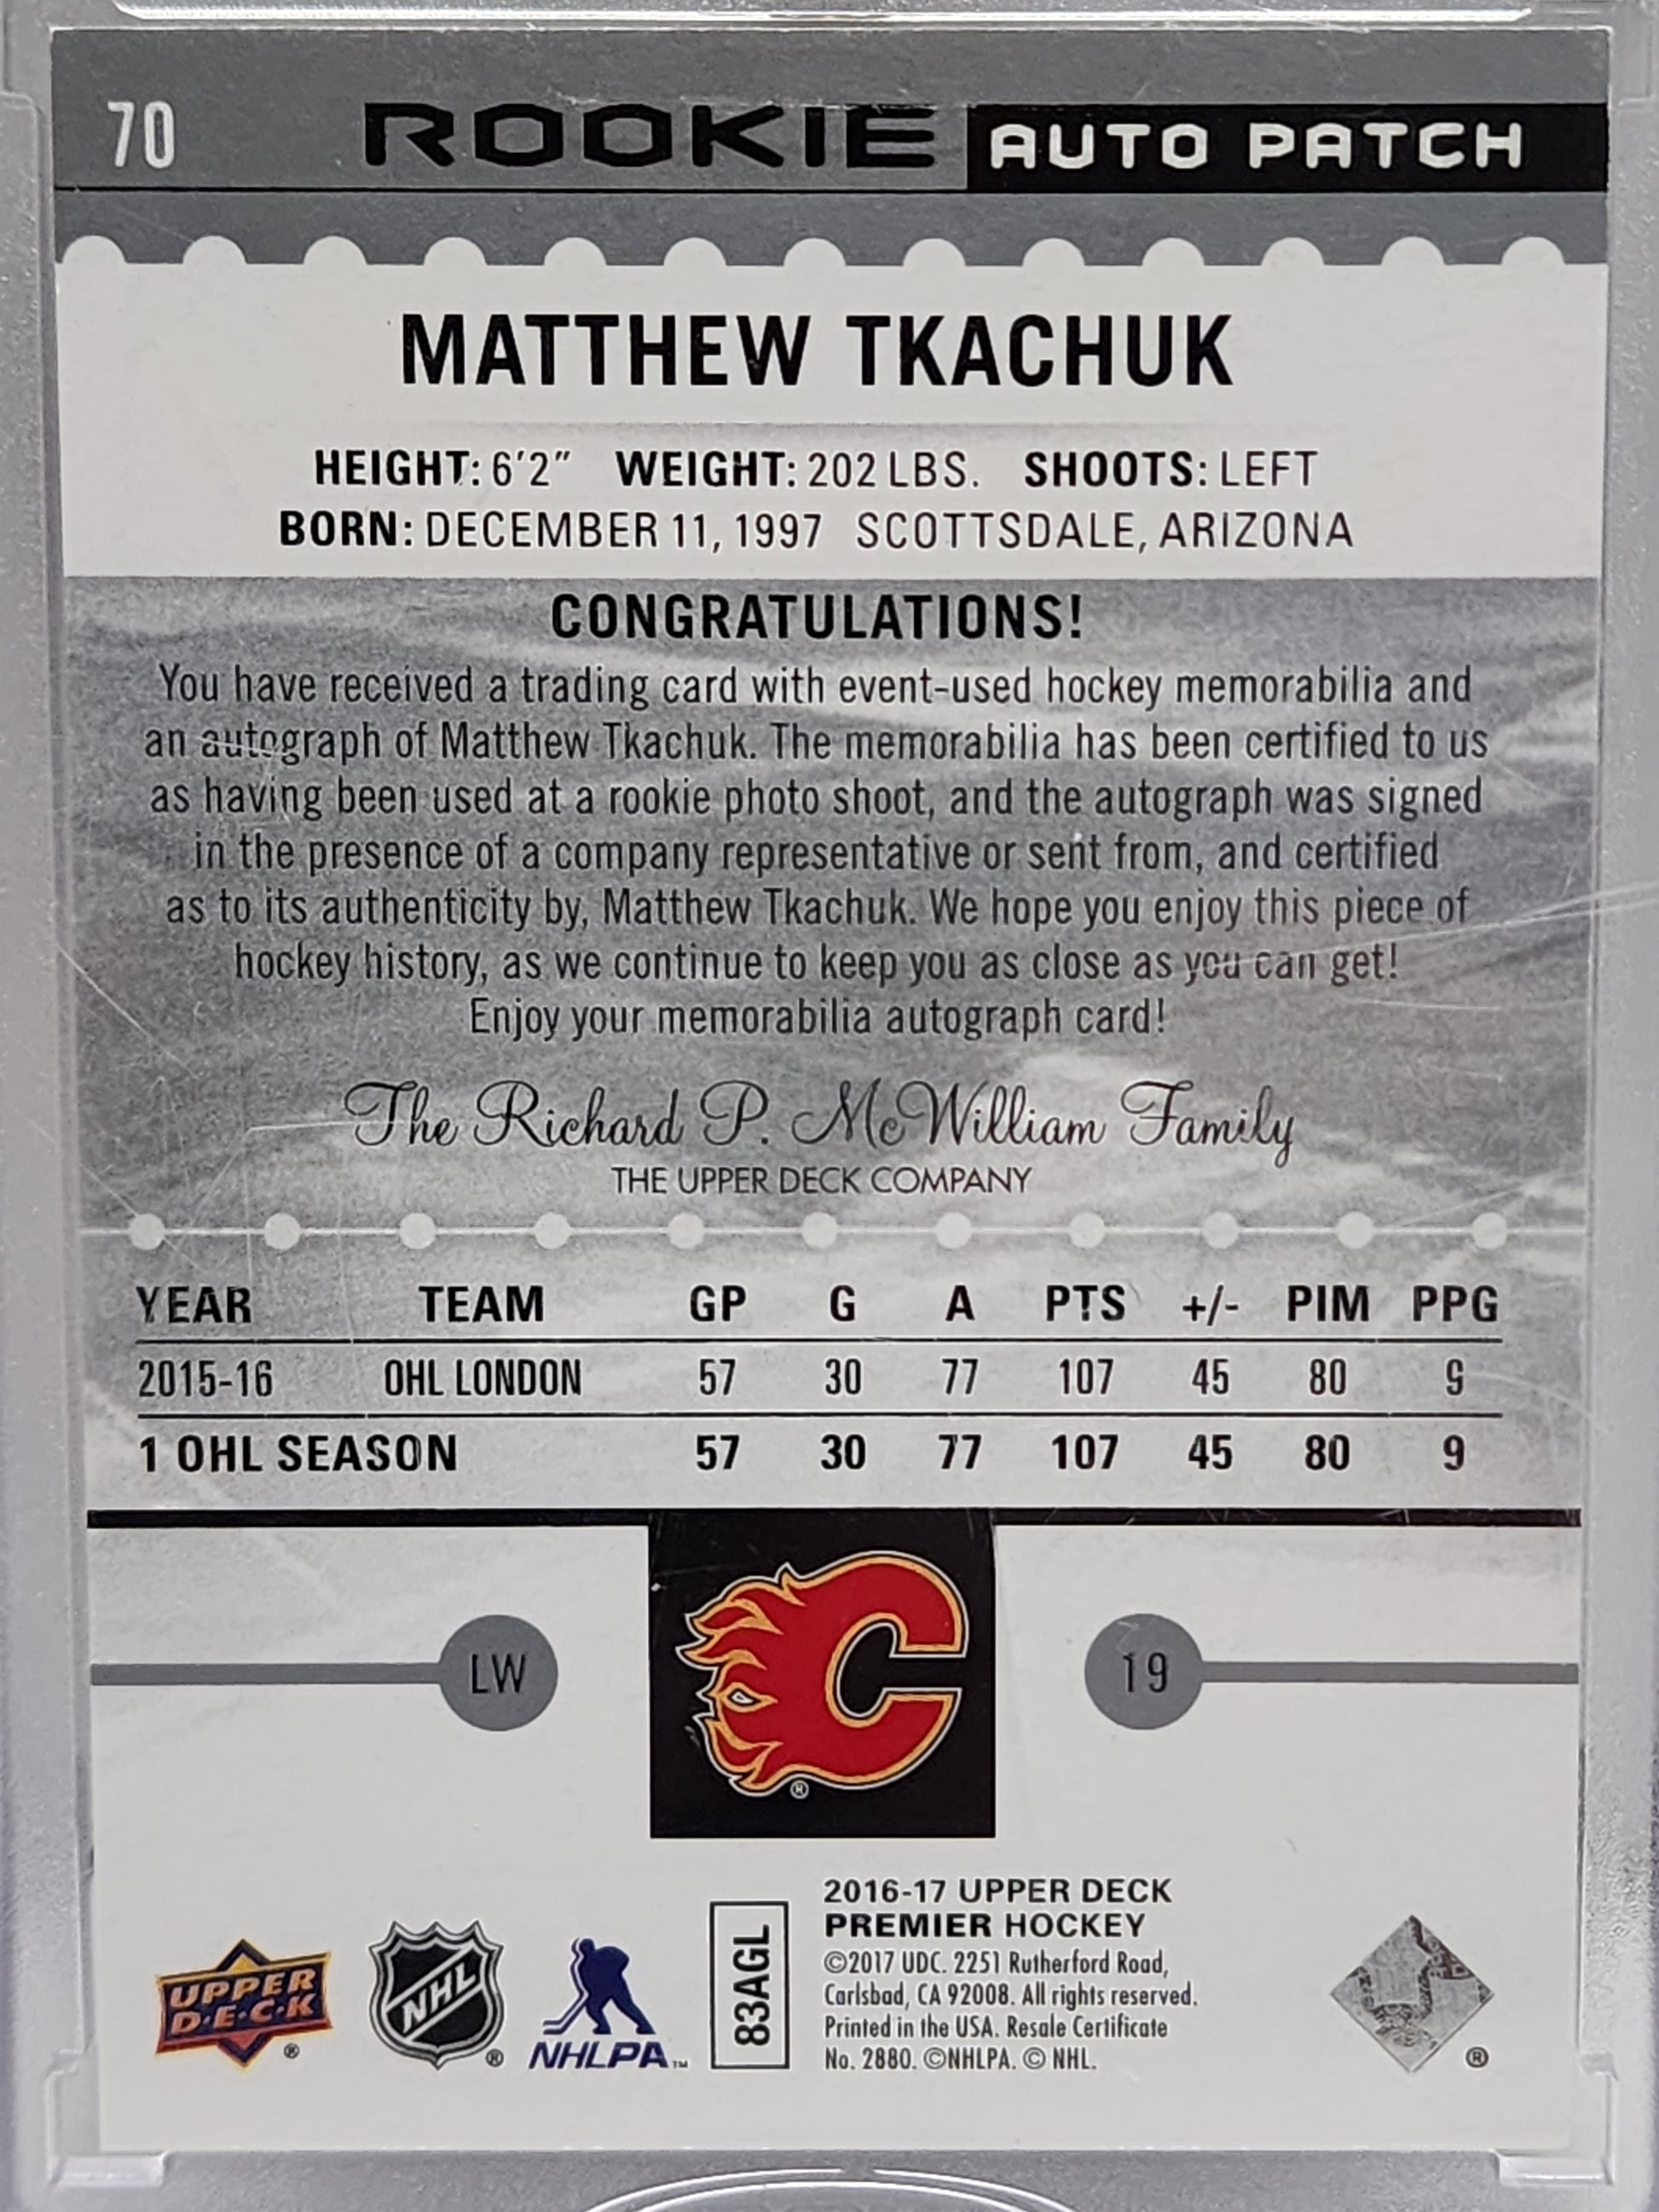 70 ROOKIE AUTO PATCH
MATTHEW TKACHUK
HEIGHT: 6'2" WEIGHT: 202 LBS. SHOOTS: LEFT
BORN: DECEMBER 11, 1997 SCOTTSDALE, ARIZONA
CONGRATULATIONS!
You have received a trading card with event-used hockey memorabilia and
an autograph of Matthew Tkachuk. The memorabilia has been certified to us
as having been used at a rookie photo shoot, and the autograph was signed
in the presence of a company representative or sent from, and certified
as to its authenticity by, Matthew Tkachuk. We hope you enjoy this piece of
hockey history, as we continue to keep you as close as you can get!
Enjoy your memorabilia autograph card!
The Richard P. McWilliam Family
THE UPPER DECK COMPANY
YEAR TEAM GP G A PTS +/- PIM PPG
2015-16 OHL LONDON 57 30 77 107 45 80 9
1 OHL SEASON 57 30 77 107 45 80 9
LW C 19
®
2016-17 UPPER DECK
PREMIER HOCKEY
©2017 UDC. 2251 Rutherford Road,
Carlsbad, CA 92008. All rights reserved.
Printed in the USA. Resale Certificate
No. 2880. ©NHLPA. © NHL.
UPPER
D·E·C·K ®
NHL ®
NHLPA™
83AGL
®